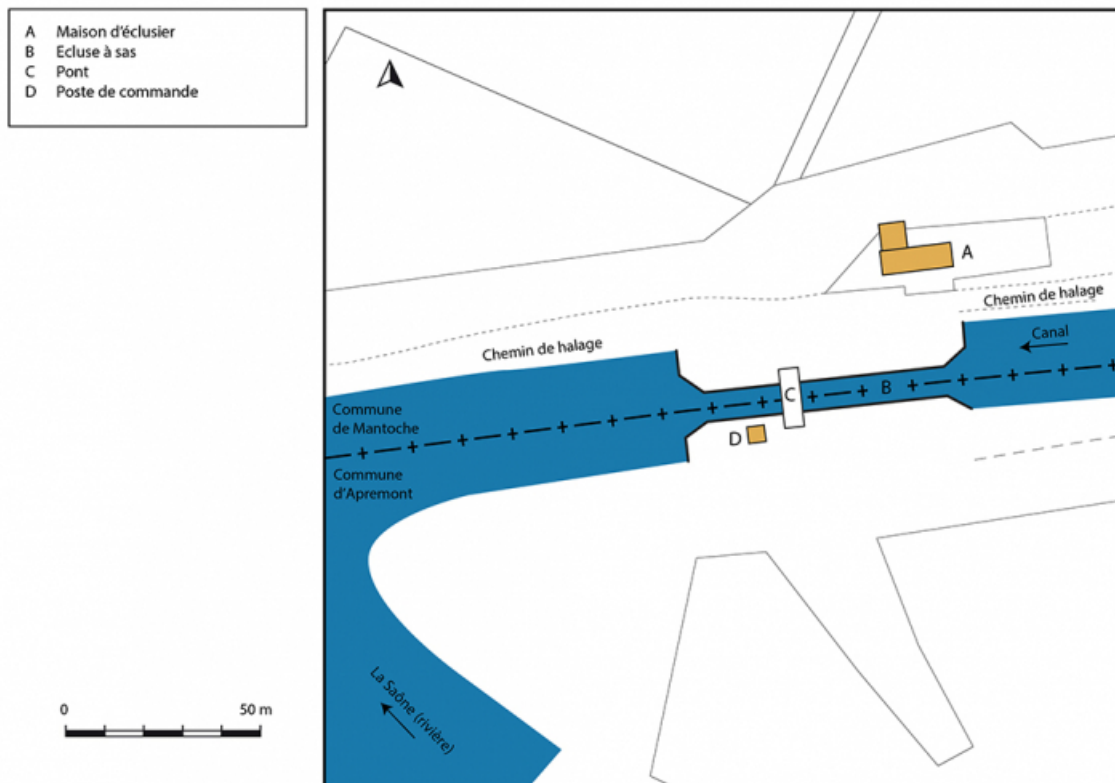 A Maison d'éclusier
B Ecluse à sas
C Pont
D Poste de commande
A
Chemin de halage
Canal
Chemin de halage
B
C
Commune
de Mantoche
D
Commune
d'Apremont
La Saône (rivière)
0 50 m